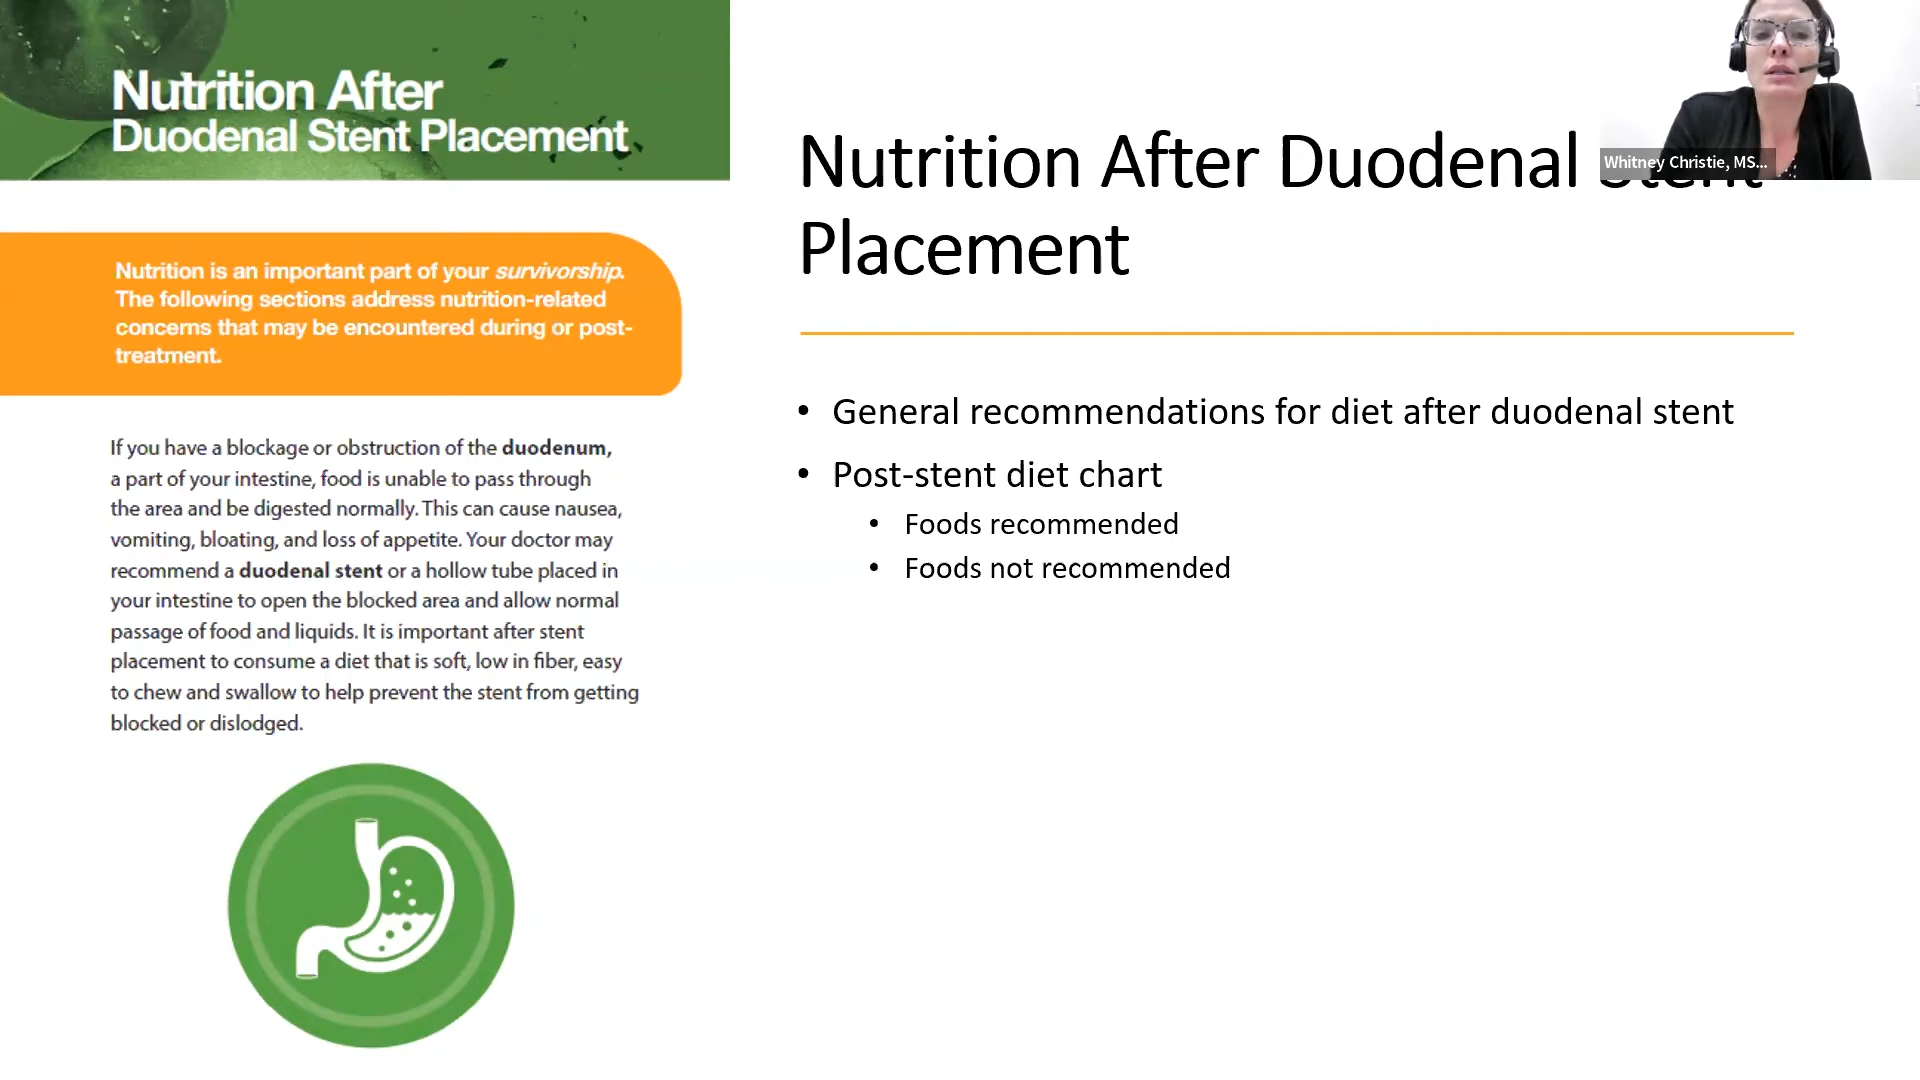 Nutrition After
Duodenal Stent Placement
Nutrition is an important part of your survivorship.
The following sections address nutrition-related
concerns that may be encountered during or post-
treatment.
If you have a blockage or obstruction of the duodenum,
a part of your intestine, food is unable to pass through
the area and be digested normally. This can cause nausea,
vomiting, bloating, and loss of appetite. Your doctor may
recommend a duodenal stent or a hollow tube placed in
your intestine to open the blocked area and allow normal
passage of food and liquids. It is important after stent
placement to consume a diet that is soft, low in fiber, easy
to chew and swallow to help prevent the stent from getting
blocked or dislodged.
Nutrition After Duodenal Stent
Placement
• General recommendations for diet after duodenal stent
• Post-stent diet chart
• Foods recommended
• Foods not recommended
Whitney Christie, MS...